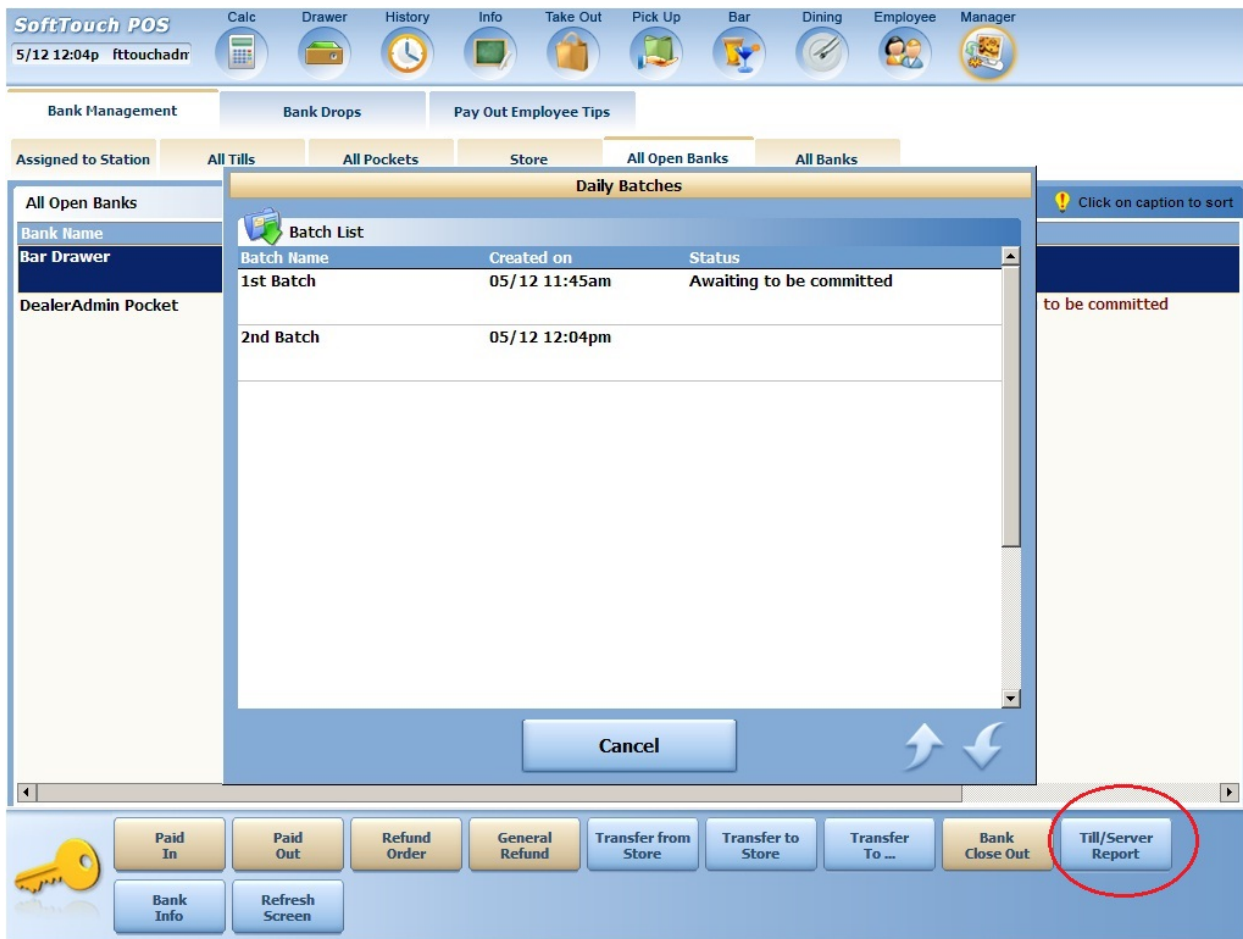 SoftTouch POS
Calc Drawer History Info Take Out Pick Up Bar Dining Employee Manager
5/12 12:04p fttouchadm
Bank Management Bank Drops Pay Out Employee Tips
Assigned to Station All Tills All Pockets Store All Open Banks All Banks
Daily Batches
All Open Banks Click on caption to sort
Batch List
Bank Name
Batch Name Created on Status
Bar Drawer
1st Batch 05/12 11:45am Awaiting to be committed
DealerAdmin Pocket to be committed
2nd Batch 05/12 12:04pm
Cancel
Paid In
Paid Out
Refund Order
General Refund
Transfer from Store
Transfer to Store
Transfer To ...
Bank Close Out
Till/Server Report
Bank Info
Refresh Screen